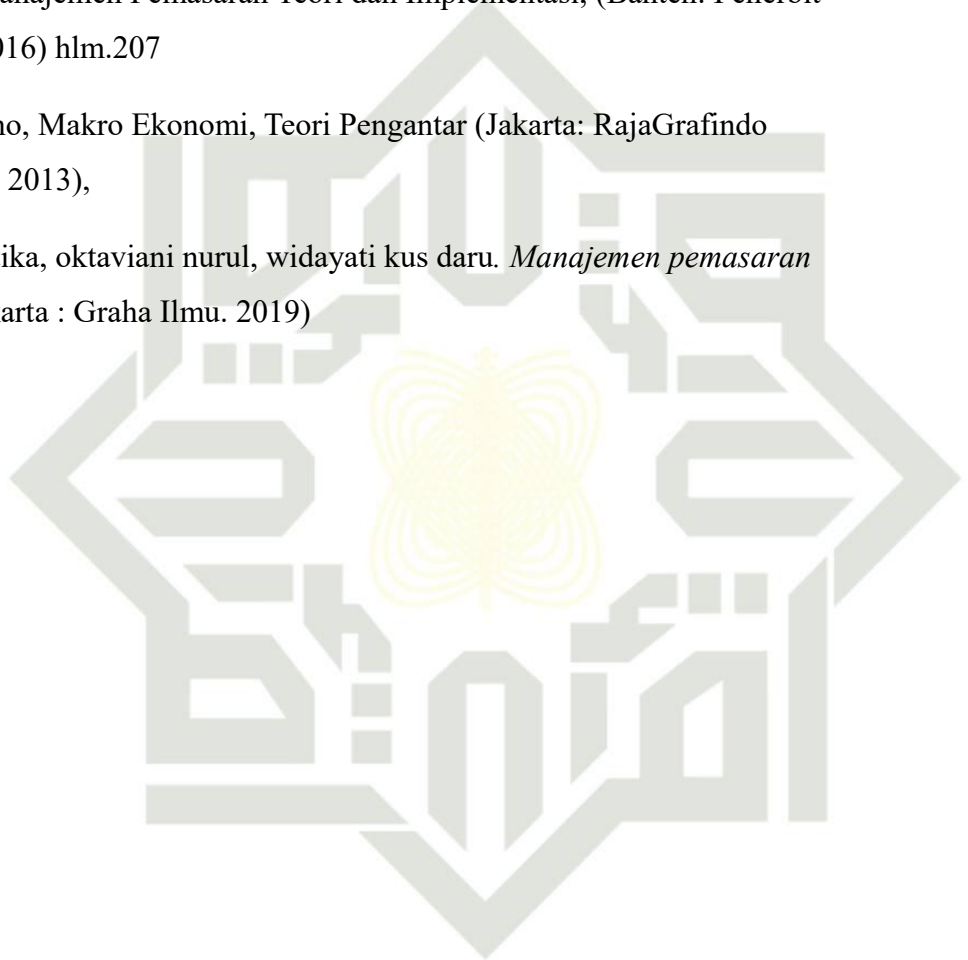 anajemen Pemasaran Teori dan Implementasi, (Banten: Penerbit
016) hlm.207
no, Makro Ekonomi, Teori Pengantar (Jakarta: RajaGrafindo
2013),
ika, oktaviani nurul, widayati kus daru. Manajemen pemasaran
arta : Graha Ilmu. 2019)